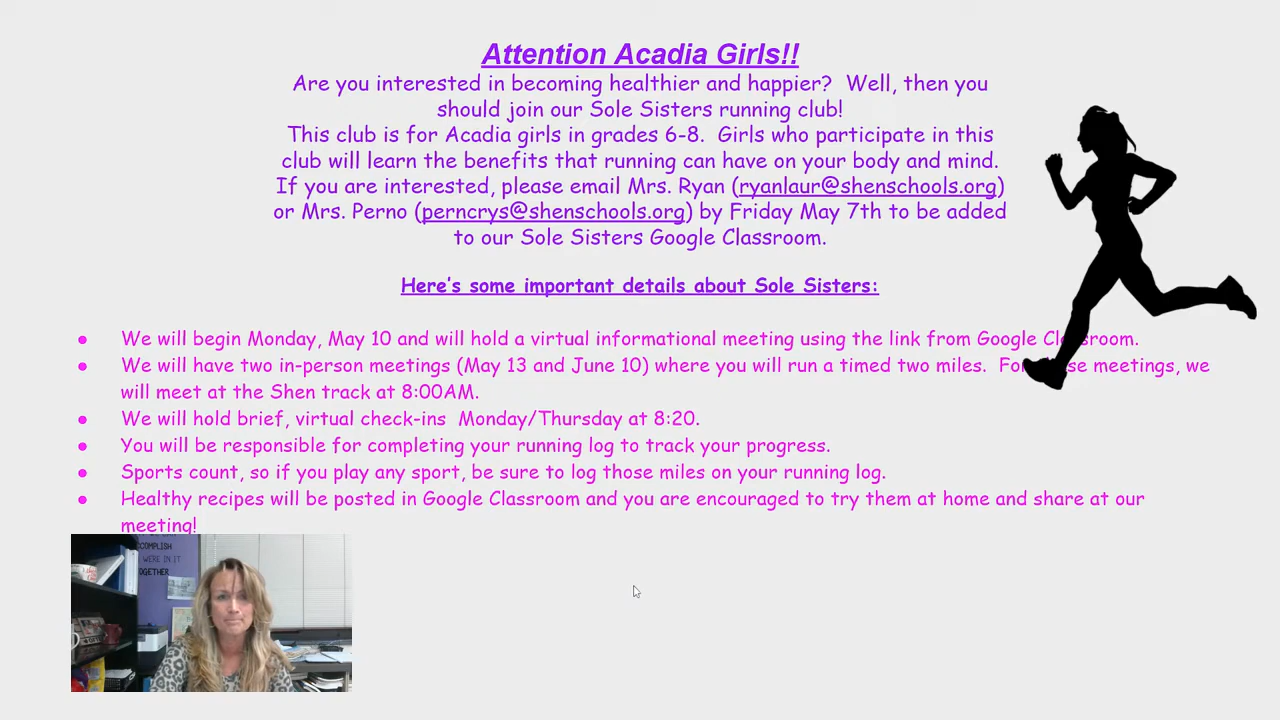 Attention Acadia Girls!!
Are you interested in becoming healthier and happier?  Well, then you
should join our Sole Sisters running club!
This club is for Acadia girls in grades 6-8.  Girls who participate in this
club will learn the benefits that running can have on your body and mind.
If you are interested, please email Mrs. Ryan (ryanlaur@shenschools.org)
or Mrs. Perno (perncrys@shenschools.org) by Friday May 7th to be added
to our Sole Sisters Google Classroom.
Here's some important details about Sole Sisters:
● We will begin Monday, May 10 and will hold a virtual informational meeting using the link from Google Cl sroom.
● We will have two in-person meetings (May 13 and June 10) where you will run a timed two miles.  For se meetings, we
will meet at the Shen track at 8:00AM.
● We will hold brief, virtual check-ins  Monday/Thursday at 8:20.
● You will be responsible for completing your running log to track your progress.
● Sports count, so if you play any sport, be sure to log those miles on your running log.
● Healthy recipes will be posted in Google Classroom and you are encouraged to try them at home and share at our
meeting!
WERE IN IT